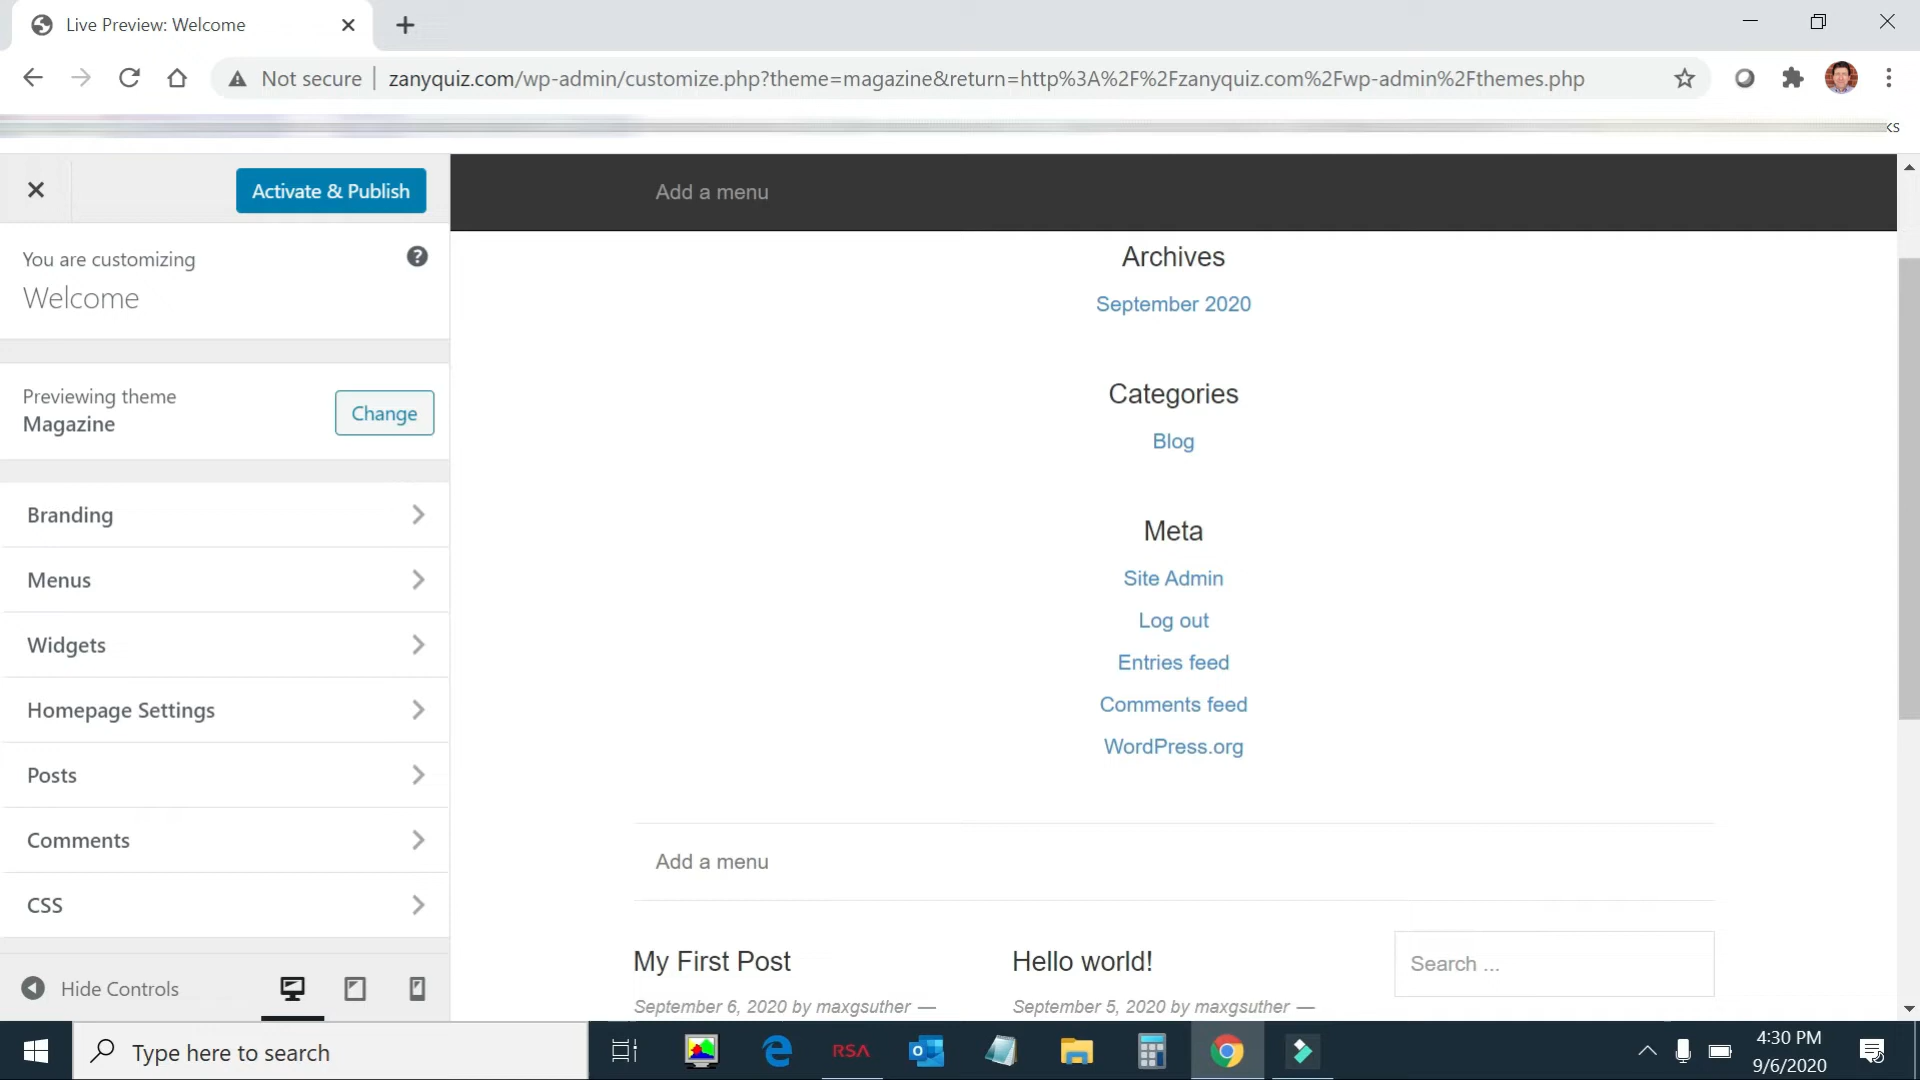 Live Preview: Welcome
Not secure
zanyquiz.com/wp-admin/customize.php?theme=magazine&return=http%3A%2F%2Fzanyquiz.com%2Fwp-admin%2Fthemes.php
ks
Activate & Publish
You are customizing
Welcome
Previewing theme
Magazine
Change
Branding
Menus
Widgets
Homepage Settings
Posts
Comments
CSS
Hide Controls
Add a menu
Archives
September 2020
Categories
Blog
Meta
Site Admin
Log out
Entries feed
Comments feed
WordPress.org
Add a menu
My First Post
September 6, 2020 by maxgsuther —
Hello world!
September 5, 2020 by maxgsuther —
Search ...
Type here to search
RSA
4:30 PM
9/6/2020